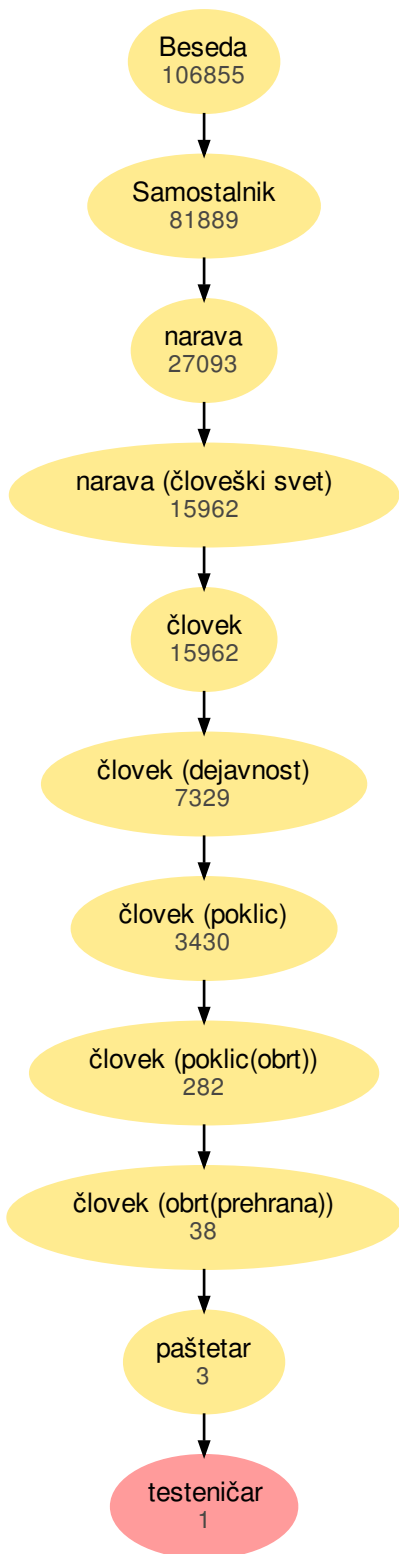 Beseda
106855
Samostalnik
81889
narava
27093
narava (človeški svet)
15962
človek
15962
človek (dejavnost)
7329
človek (poklic)
3430
človek (poklic(obrt))
282
človek (obrt(prehrana))
38
paštetar
3
testeničar
1